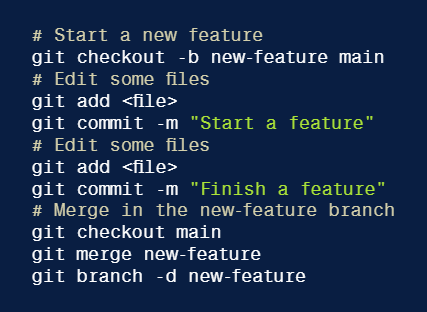 # Start a new feature
git checkout -b new-feature main
# Edit some files
git add <file>
git commit -m "Start a feature"
# Edit some files
git add <file>
git commit -m "Finish a feature"
# Merge in the new-feature branch
git checkout main
git merge new-feature
git branch -d new-feature